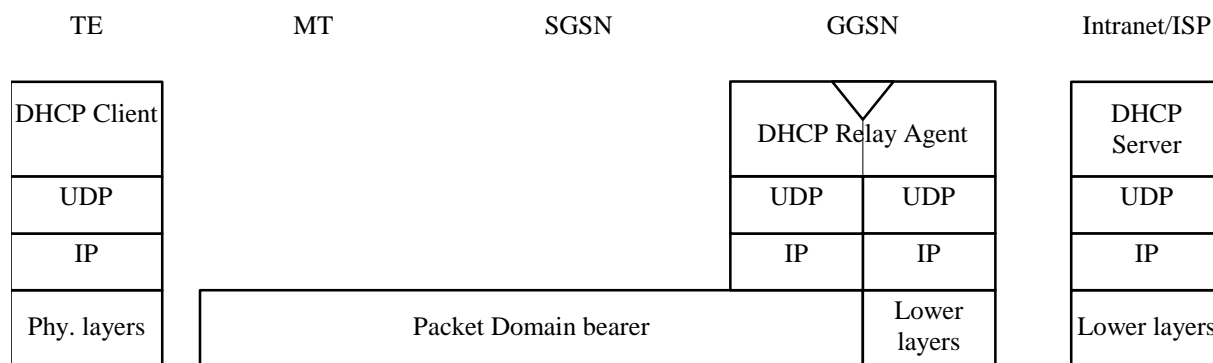 TE MT SGSN GGSN Intranet/ISP
DHCP Client
DHCP Relay Agent
DHCP
Server
UDP UDP UDP UDP
IP IP IP IP
Phy. layers Packet Domain bearer
Lower
layers
Lower layers